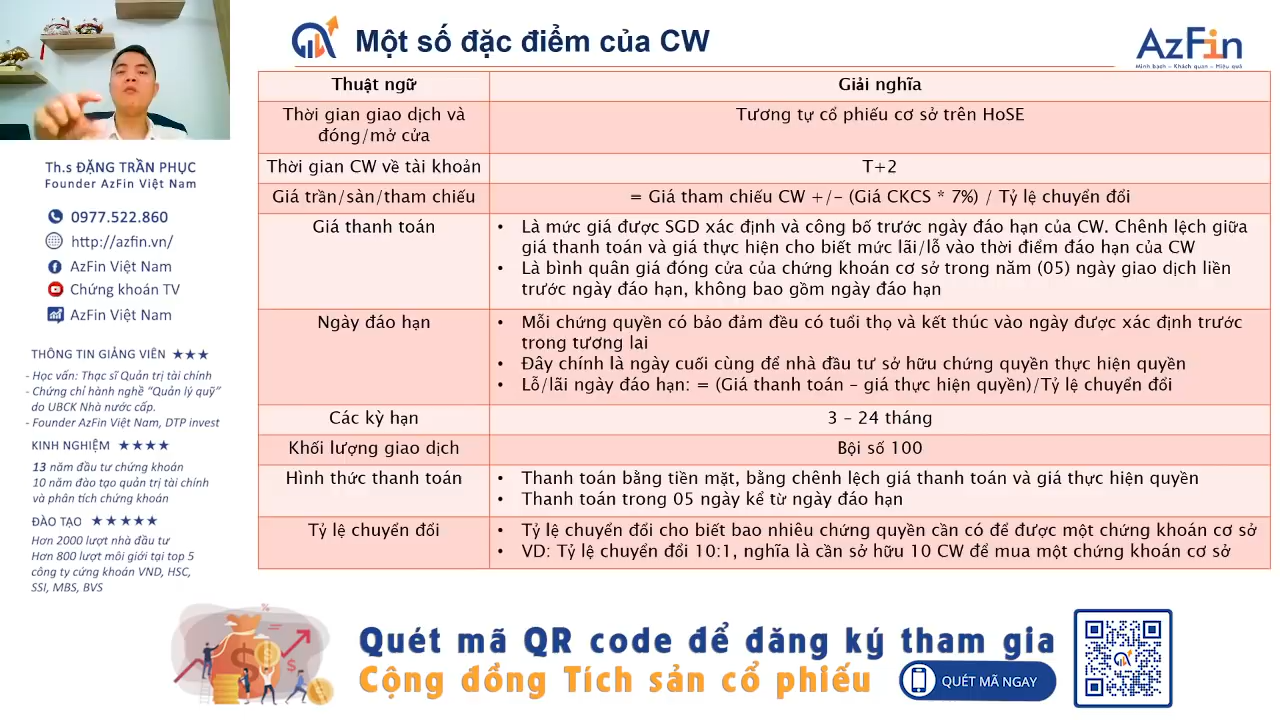 Một số đặc điểm của CW
AzFin
Minh bạch – Khách quan – Hiệu quả
Th.s ĐẶNG TRẦN PHỤC
Founder AzFin Việt Nam
0977.522.860
http://azfin.vn/
AzFin Việt Nam
Chứng khoán TV
AzFin Việt Nam
THÔNG TIN GIẢNG VIÊN ★★★
- Học vấn: Thạc sĩ Quản trị tài chính
- Chứng chỉ hành nghề "Quản lý quỹ"
do UBCK Nhà nước cấp.
- Founder AzFin Việt Nam, DTP invest
KINH NGHIỆM ★★★★
13 năm đầu tư chứng khoán
10 năm đào tạo quản trị tài chính
và phân tích chứng khoán
ĐÀO TẠO ★★★★★
Hơn 2000 lượt nhà đầu tư
Hơn 800 lượt môi giới tại top 5
công ty cứng khoán VND, HSC,
SSI, MBS, BVS
Thuật ngữ
Giải nghĩa
Thời gian giao dịch và
đóng/mở cửa
Tương tự cổ phiếu cơ sở trên HoSE
Thời gian CW về tài khoản
T+2
Giá trần/sàn/tham chiếu
= Giá tham chiếu CW +/- (Giá CKCS * 7%) / Tỷ lệ chuyển đổi
Giá thanh toán
• Là mức giá được SGD xác định và công bố trước ngày đáo hạn của CW. Chênh lệch giữa
giá thanh toán và giá thực hiện cho biết mức lãi/lỗ vào thời điểm đáo hạn của CW
• Là bình quân giá đóng cửa của chứng khoán cơ sở trong năm (05) ngày giao dịch liền
trước ngày đáo hạn, không bao gồm ngày đáo hạn
Ngày đáo hạn
• Mỗi chứng quyền có bảo đảm đều có tuổi thọ và kết thúc vào ngày được xác định trước
trong tương lai
• Đây chính là ngày cuối cùng để nhà đầu tư sở hữu chứng quyền thực hiện quyền
• Lỗ/lãi ngày đáo hạn: = (Giá thanh toán – giá thực hiện quyền)/Tỷ lệ chuyển đổi
Các kỳ hạn
3 – 24 tháng
Khối lượng giao dịch
Bội số 100
Hình thức thanh toán
• Thanh toán bằng tiền mặt, bằng chênh lệch giá thanh toán và giá thực hiện quyền
• Thanh toán trong 05 ngày kể từ ngày đáo hạn
Tỷ lệ chuyển đổi
• Tỷ lệ chuyển đổi cho biết bao nhiêu chứng quyền cần có để được một chứng khoán cơ sở
• VD: Tỷ lệ chuyển đổi 10:1, nghĩa là cần sở hữu 10 CW để mua một chứng khoán cơ sở
Quét mã QR code để đăng ký tham gia
Cộng đồng Tích sản cổ phiếu
QUÉT MÃ NGAY